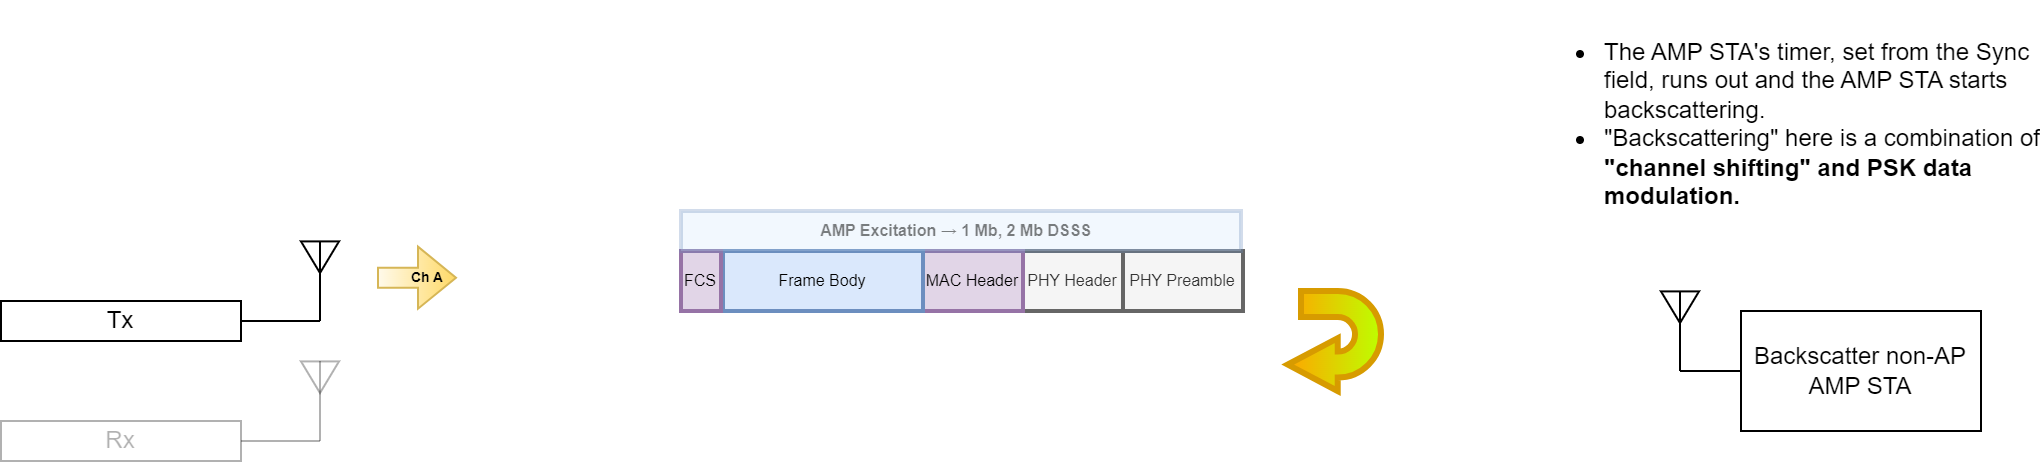 • The AMP STA's timer, set from the Sync
field, runs out and the AMP STA starts
backscattering.
• "Backscattering" here is a combination of
"channel shifting" and PSK data
modulation.
AMP Excitation → 1 Mb, 2 Mb DSSS
Ch A
FCS Frame Body MAC Header PHY Header PHY Preamble
Tx
Backscatter non-AP
AMP STA
Rx